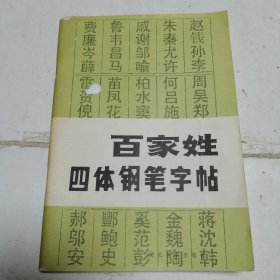 赵钱孙李
周吴郑
朱秦尤许
何吕施
戚谢邹喻
柏水窦
鲁韦昌马
苗凤花
费廉岑薛
雷贺倪
百家姓
四体钢笔字帖
蒋沈韩
金魏陶
奚范彭
酆鲍史
郝邬安